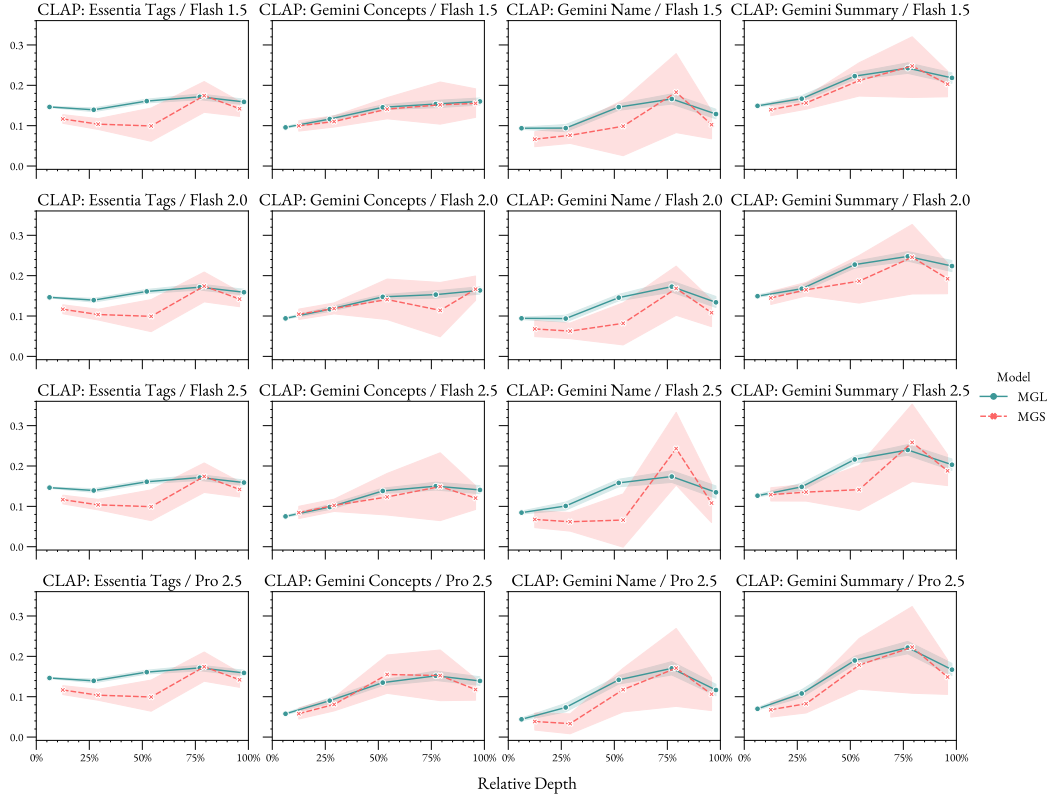 CLAP: Essentia Tags / Flash 1.5
CLAP: Gemini Concepts / Flash 1.5
CLAP: Gemini Name / Flash 1.5
CLAP: Gemini Summary / Flash 1.5
0.3
0.2
0.1
0.0
CLAP: Essentia Tags / Flash 2.0
CLAP: Gemini Concepts / Flash 2.0
CLAP: Gemini Name / Flash 2.0
CLAP: Gemini Summary / Flash 2.0
0.3
0.2
0.1
0.0
CLAP: Essentia Tags / Flash 2.5
CLAP: Gemini Concepts / Flash 2.5
CLAP: Gemini Name / Flash 2.5
CLAP: Gemini Summary / Flash 2.5
0.3
0.2
0.1
0.0
Model
MGL
MGS
CLAP: Essentia Tags / Pro 2.5
CLAP: Gemini Concepts / Pro 2.5
CLAP: Gemini Name / Pro 2.5
CLAP: Gemini Summary / Pro 2.5
0.3
0.2
0.1
0.0
0% 25% 50% 75% 100% 0% 25% 50% 75% 100% 0% 25% 50% 75% 100% 0% 25% 50% 75% 100%
Relative Depth